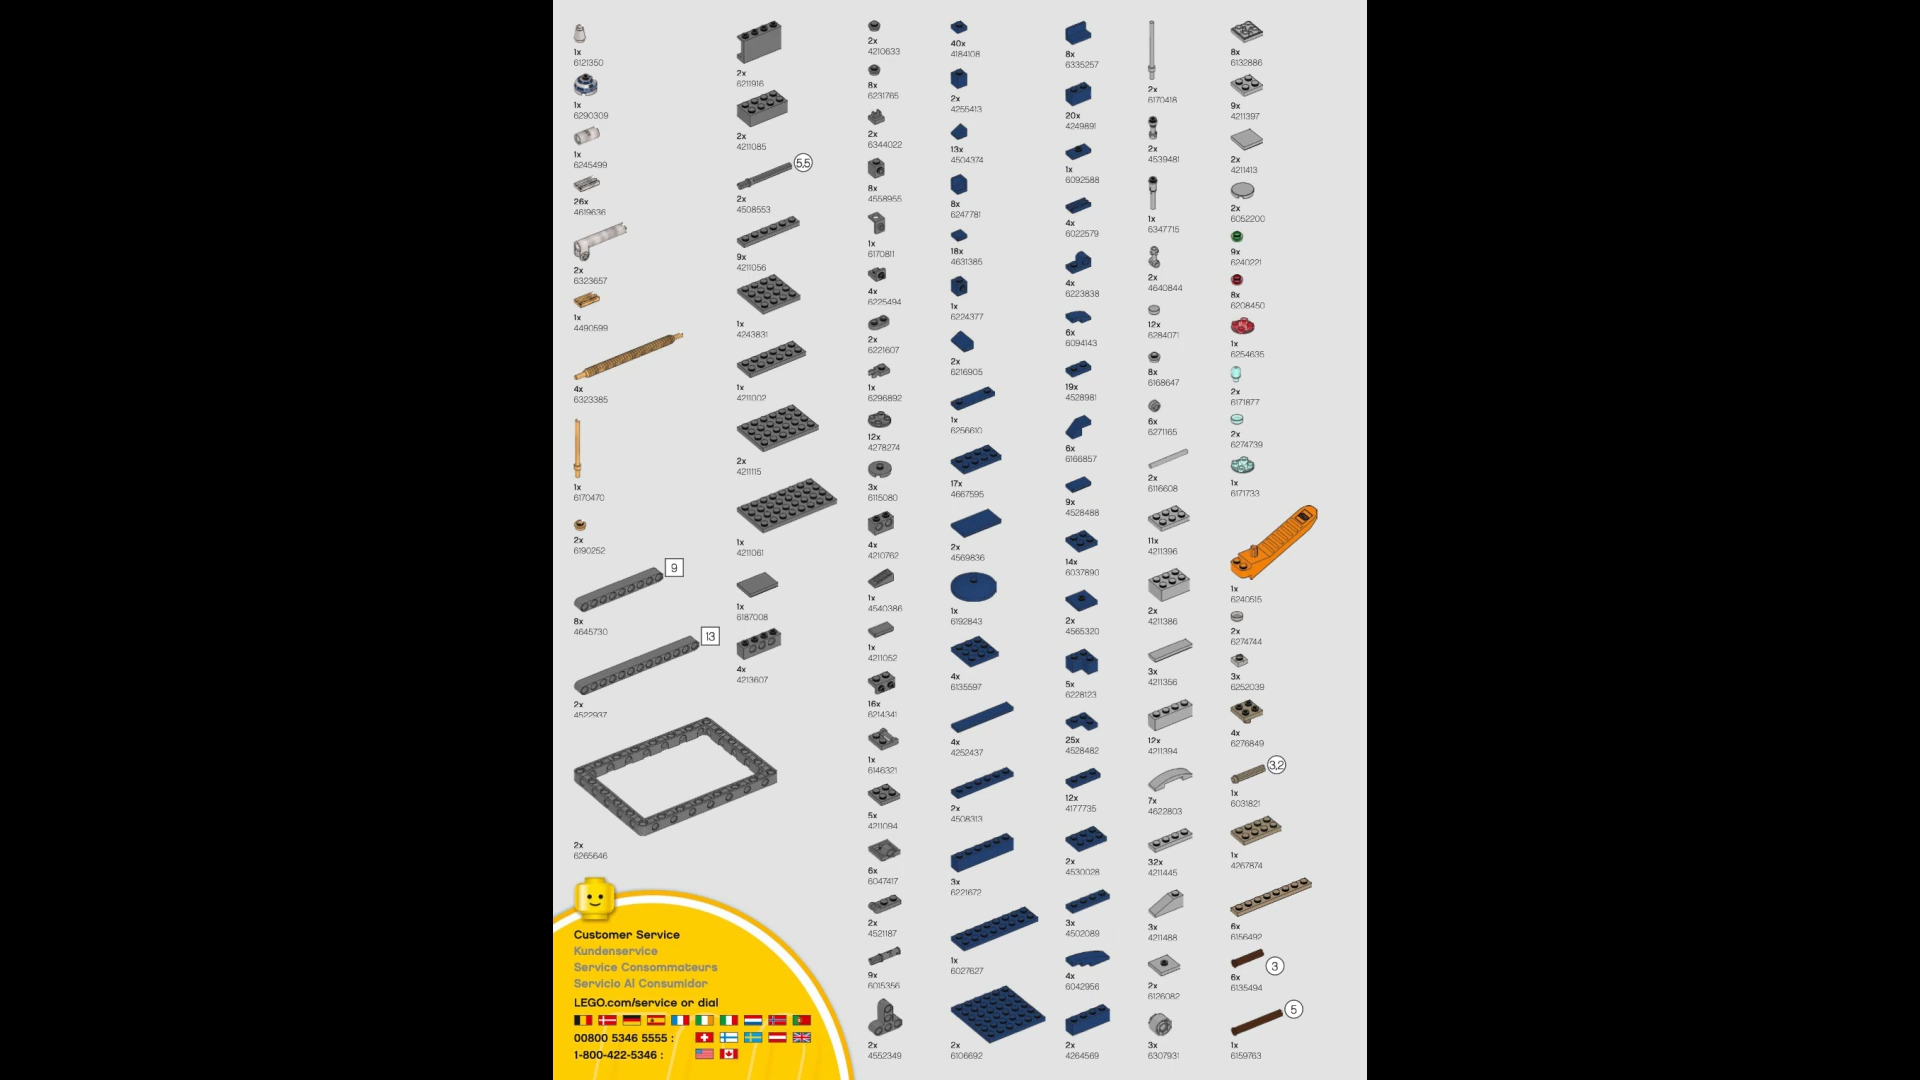 1x
6121350
1x
6290309
1x
6245499
26x
4619636
2x
6323657
1x
4490599
4x
6323385
1x
6170470
2x
6190252
9
8x
4645730
13
2x
4522937
2x
6265646
2x
6211916
2x
4211085
5,5
2x
4508553
9x
4211056
1x
4243831
1x
4211002
2x
4211115
1x
4211061
1x
6187008
4x
4213607
2x
4210633
8x
6231765
2x
6344022
8x
4558955
1x
6170811
4x
6225494
2x
6221607
1x
6296892
12x
4278274
3x
6115080
4x
4210762
1x
4540386
1x
4211052
16x
6214341
1x
6146321
5x
4211094
6x
6047417
2x
4521187
9x
6015356
2x
4552349
40x
4184108
2x
4255413
13x
4504374
8x
6247781
18x
4631385
1x
6224377
2x
6216905
1x
6256610
17x
4667595
2x
4569836
1x
6192843
4x
6135597
4x
4252437
2x
4508313
3x
6221672
1x
6027627
2x
6106692
8x
6335257
20x
4249891
1x
6092588
4x
6022579
4x
6223838
6x
6094143
19x
4528981
6x
6166857
9x
4528488
14x
6037890
2x
4565320
5x
6228123
25x
4528482
12x
4177735
2x
4530028
3x
4502089
4x
6042956
2x
4264569
2x
6170418
2x
4539481
1x
6347715
2x
4640844
12x
6284071
8x
6168647
6x
6271165
2x
6116608
11x
4211396
2x
4211386
3x
4211356
12x
4211394
7x
4622803
32x
4211445
3x
4211488
2x
6126082
3x
6307931
8x
6132886
9x
4211397
2x
4211413
2x
6052200
9x
6240221
8x
6208450
1x
6254635
2x
6171877
2x
6274739
1x
6171733
1x
6240515
2x
6274744
3x
6252039
4x
6276849
3,2
1x
6031821
1x
4267874
6x
6156492
3
6x
6135494
5
1x
6159763
Customer Service
Kundenservice
Service Consommateurs
Servicio Al Consumidor
LEGO.com/service or dial
00800 5346 5555 :
1-800-422-5346 :